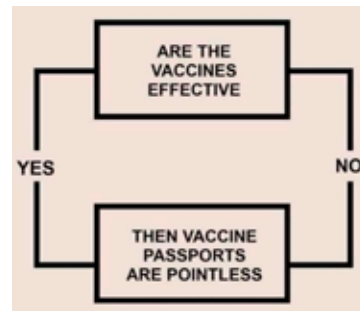 ARE THE
VACCINES
EFFECTIVE
YES
NO
THEN VACCINE
PASSPORTS
ARE POINTLESS